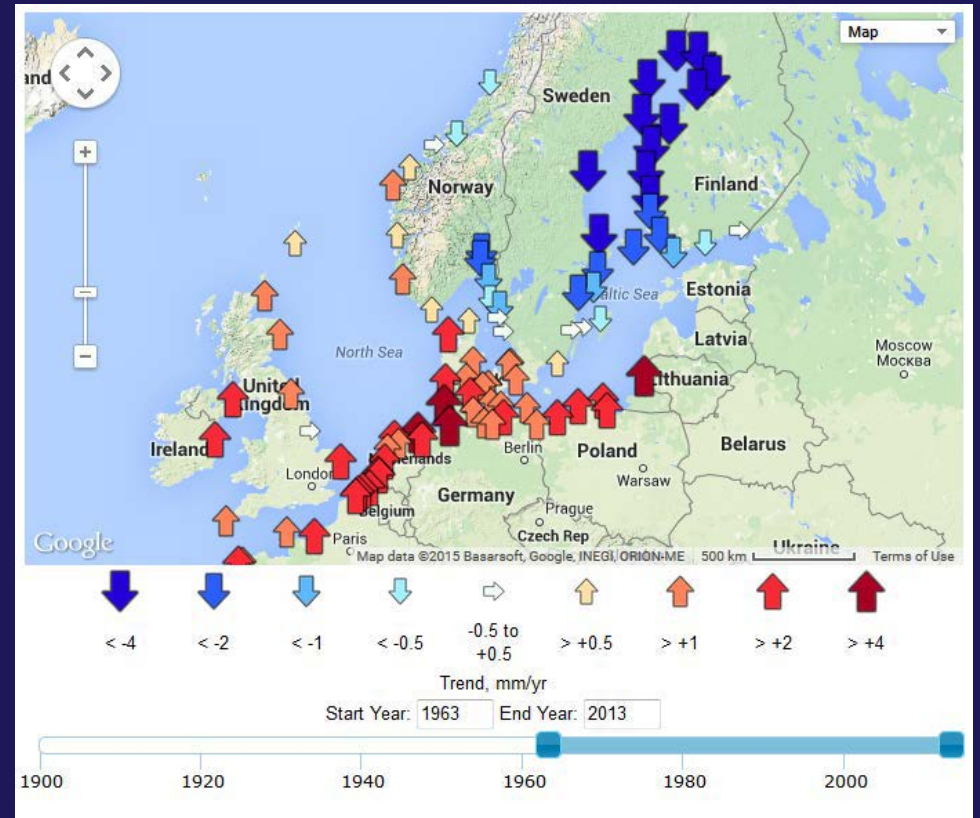 Map
and
Sweden
Norway
Finland
Estonia
altic Sea
Latvia
Moscow
Москва
North Sea
ithuania
United
ingdom
Ireland
Belarus
Berlin
Poland
London
Warsaw
Germany
Belgium
Prague
Paris
Czech Rep
Ukraine
Google
Map data ©2015 Basarsoft, Google, INEGI, ORION-ME 500 km Terms of Use
< -4 < -2 < -1 < -0.5 -0.5 to +0.5 > +0.5 > +1 > +2 > +4
Trend, mm/yr
Start Year: 1963 End Year: 2013
1900 1920 1940 1960 1980 2000